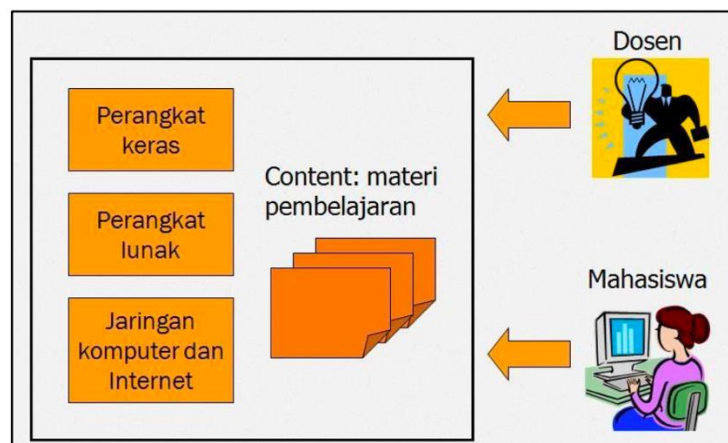 Dosen
Perangkat
keras
Content: materi
pembelajaran
Perangkat
lunak
Mahasiswa
Jaringan
komputer dan
Internet